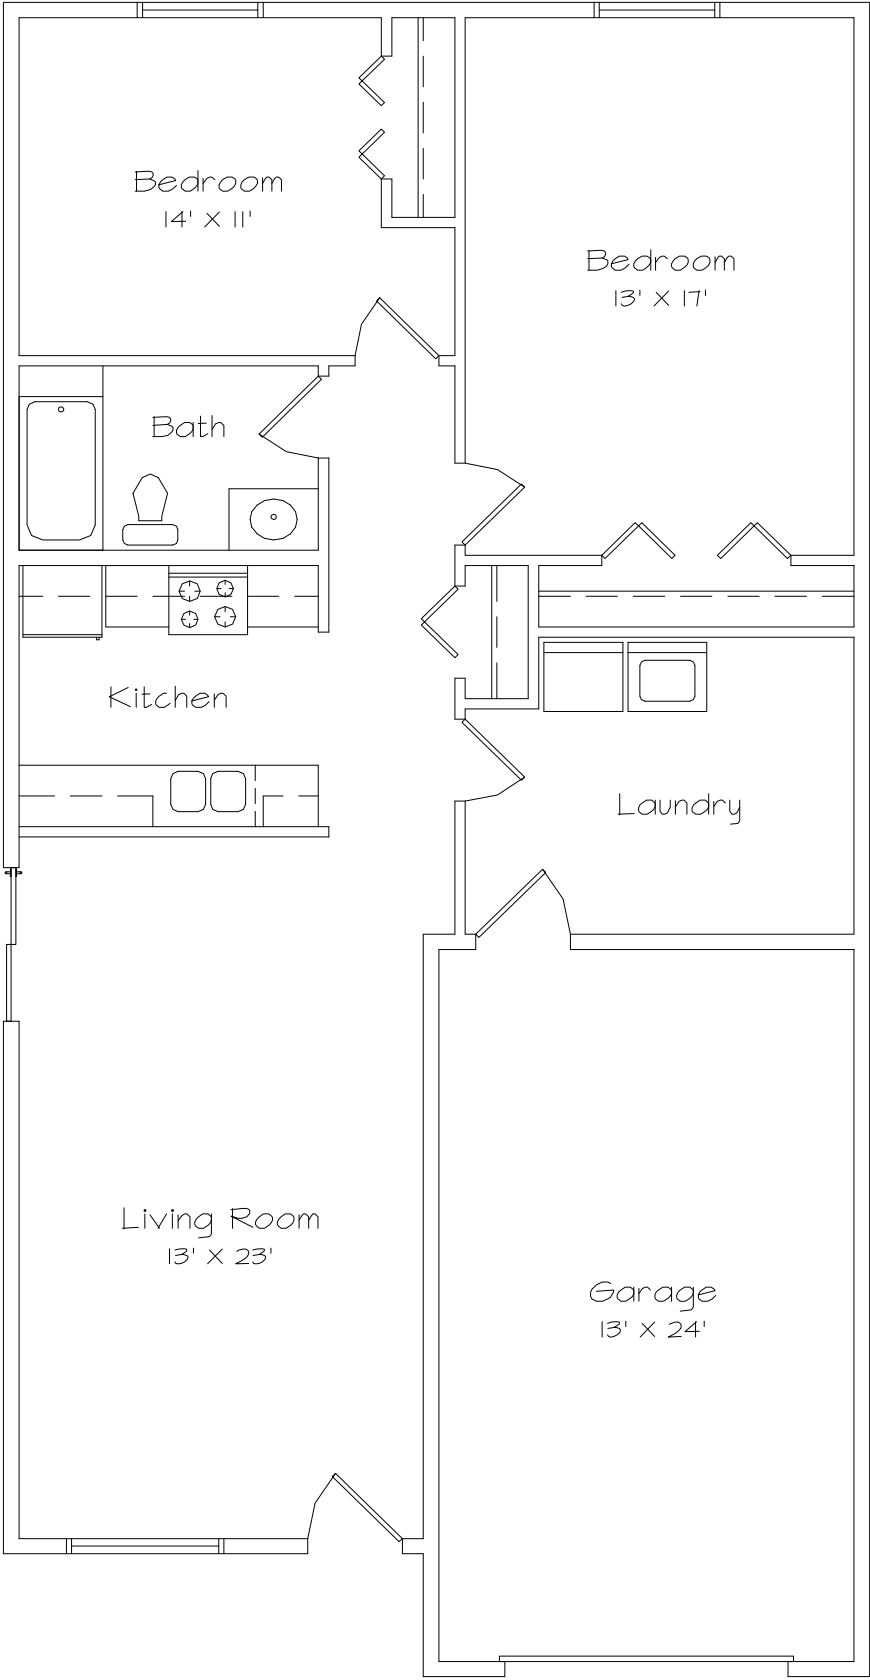 Bedroom
14' X 11'
Bedroom
13' X 17'
Bath
Kitchen
Laundry
Living Room
13' X 23'
Garage
13' X 24'